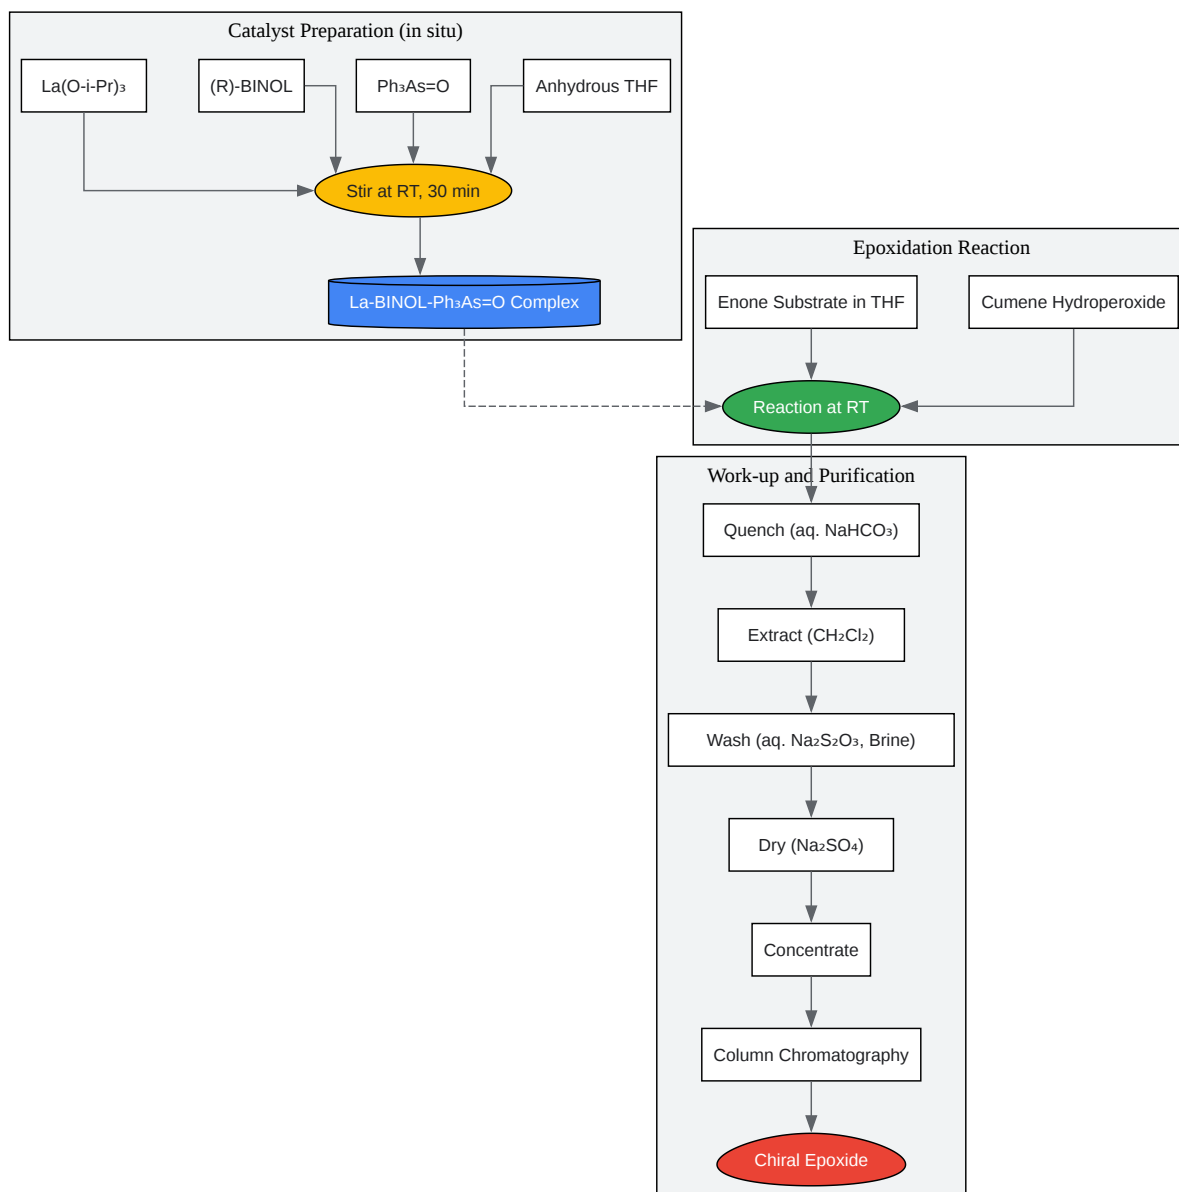 Catalyst Preparation (in situ)
La(O-i-Pr)₃
(R)-BINOL
Ph₃As=O
Anhydrous THF
Stir at RT, 30 min
La-BINOL-Ph₃As=O Complex
Epoxidation Reaction
Enone Substrate in THF
Cumene Hydroperoxide
Reaction at RT
Work-up and Purification
Quench (aq. NaHCO₃)
Extract (CH₂Cl₂)
Wash (aq. Na₂S₂O₃, Brine)
Dry (Na₂SO₄)
Concentrate
Column Chromatography
Chiral Epoxide